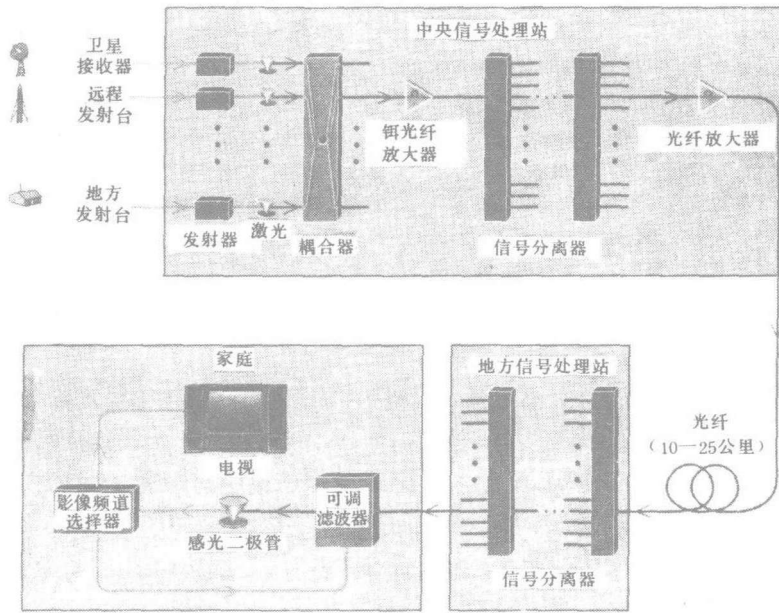 中央信号处理站
卫星
接收器
远程
发射台
地方
发射台
发射器
激光
耦合器
铒光纤
放大器
信号分离器
光纤放大器
家庭
电视
影像频道
选择器
感光二极管
可调
滤波器
地方信号处理站
信号分离器
光纤
(10—25公里)